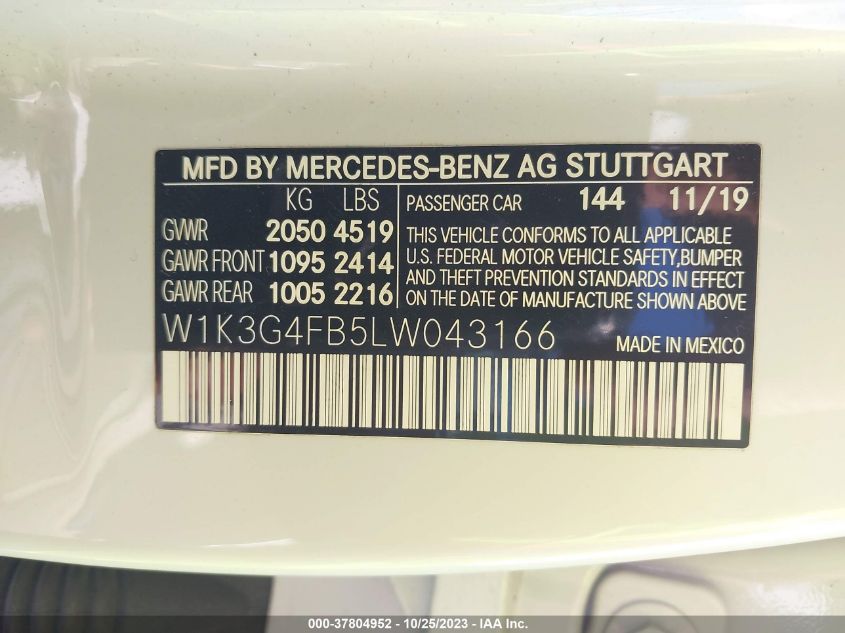 MFD BY MERCEDES-BENZ AG STUTTGART
KG LBS
GVWR 2050 4519
GAWR FRONT 1095 2414
GAWR REAR 1005 2216
PASSENGER CAR 144 11/19
THIS VEHICLE CONFORMS TO ALL APPLICABLE
U.S. FEDERAL MOTOR VEHICLE SAFETY,BUMPER
AND THEFT PREVENTION STANDARDS IN EFFECT
ON THE DATE OF MANUFACTURE SHOWN ABOVE
W1K3G4FB5LW043166
MADE IN MEXICO
000-37804952 - 10/25/2023 - IAA Inc.